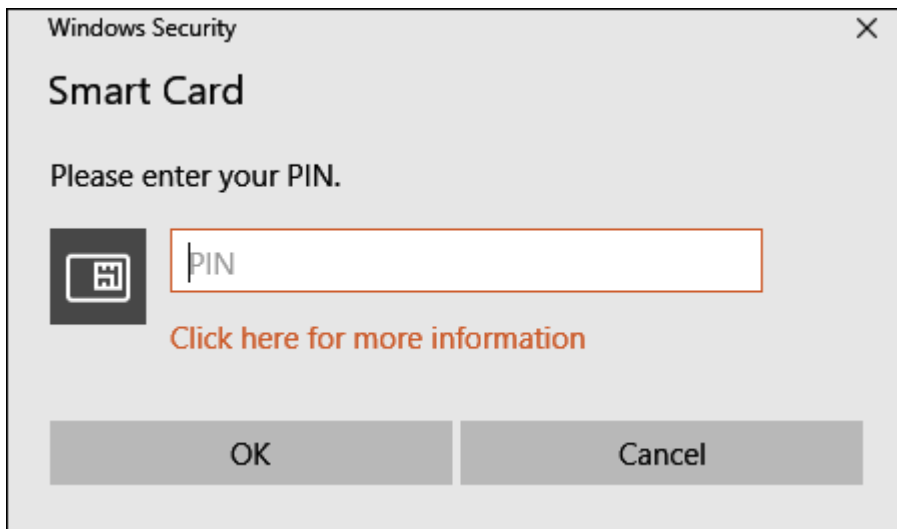 Windows Security
Smart Card
Please enter your PIN.
PIN
Click here for more information
OK
Cancel